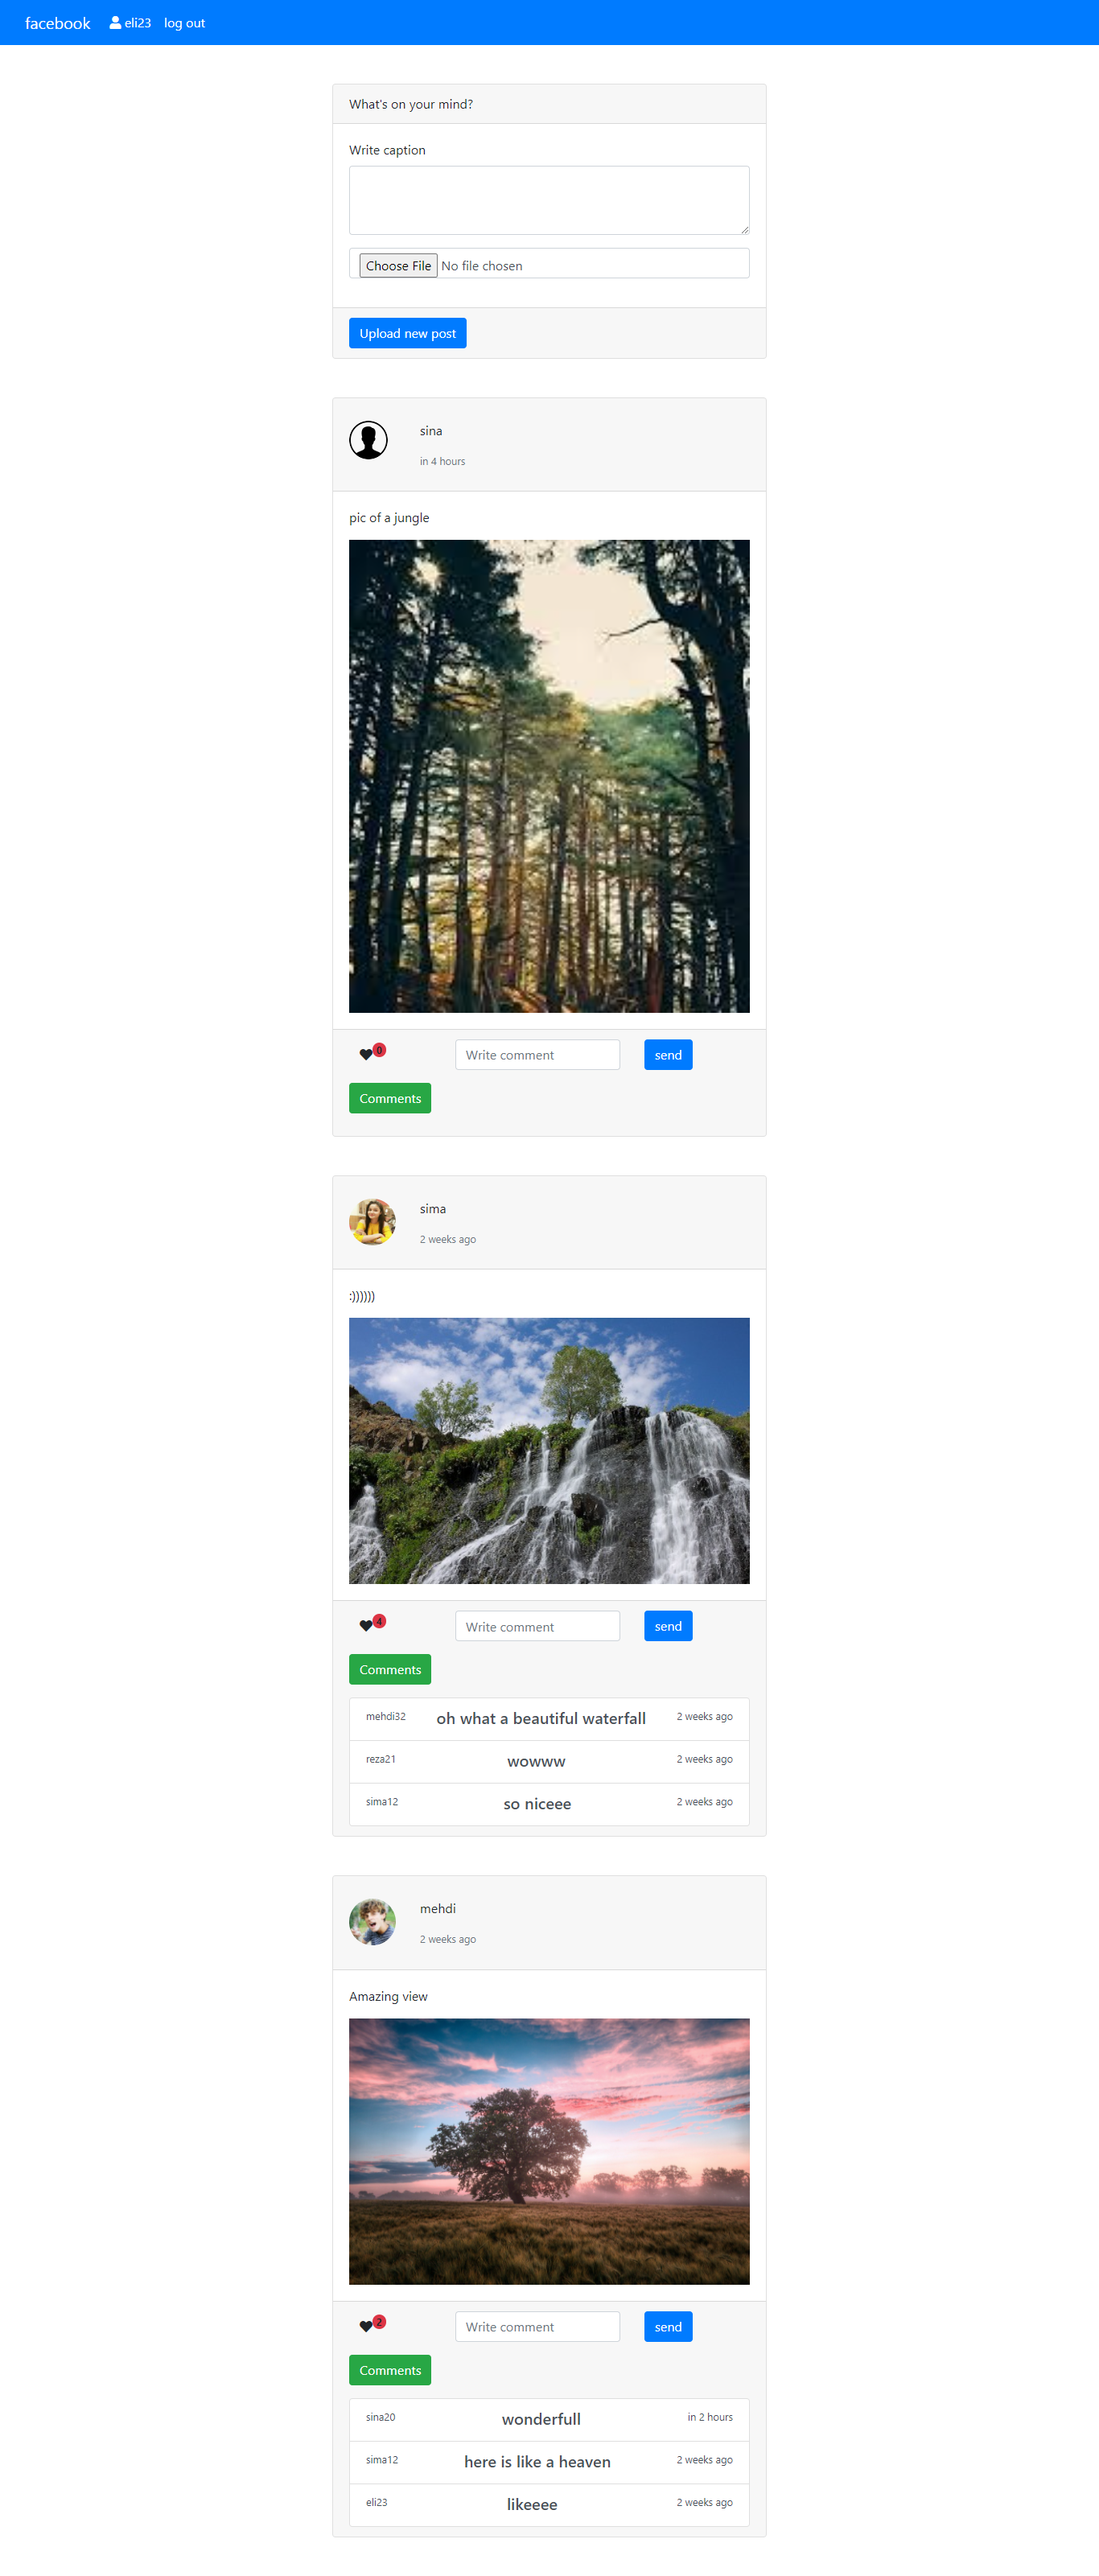 facebook eli23 log out
What's on your mind?
Write caption
Choose File No file chosen
Upload new post
sina
in 4 hours
pic of a jungle
0 Write comment send
Comments
sima
2 weeks ago
:))))))
4 Write comment send
Comments
mehdi32 oh what a beautiful waterfall 2 weeks ago
reza21 wowww 2 weeks ago
sima12 so niceee 2 weeks ago
mehdi
2 weeks ago
Amazing view
2 Write comment send
Comments
sina20 wonderfull in 2 hours
sima12 here is like a heaven 2 weeks ago
eli23 likeeee 2 weeks ago